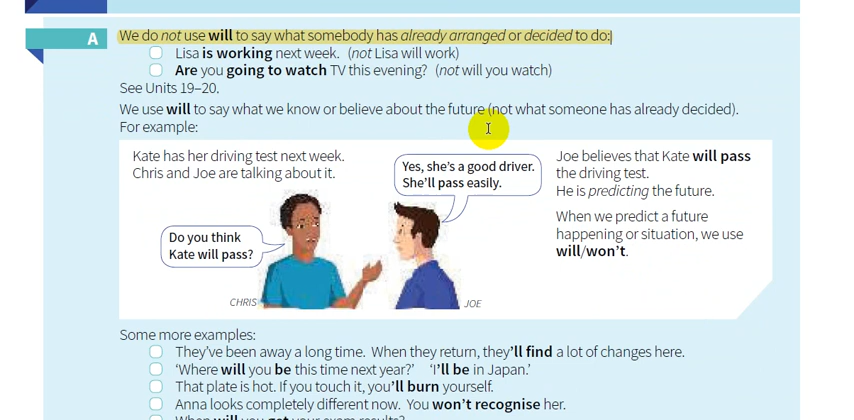 A
We do not use will to say what somebody has already arranged or decided to do:
Lisa is working next week. (not Lisa will work)
Are you going to watch TV this evening? (not will you watch)
See Units 19–20.
We use will to say what we know or believe about the future (not what someone has already decided).
For example:
Kate has her driving test next week.
Chris and Joe are talking about it.
Yes, she's a good driver.
She'll pass easily.
Do you think
Kate will pass?
CHRIS
JOE
Joe believes that Kate will pass
the driving test.
He is predicting the future.
When we predict a future
happening or situation, we use
will/won't.
Some more examples:
They've been away a long time. When they return, they'll find a lot of changes here.
'Where will you be this time next year?' 'I'll be in Japan.'
That plate is hot. If you touch it, you'll burn yourself.
Anna looks completely different now. You won't recognise her.
When will you get your exam results?